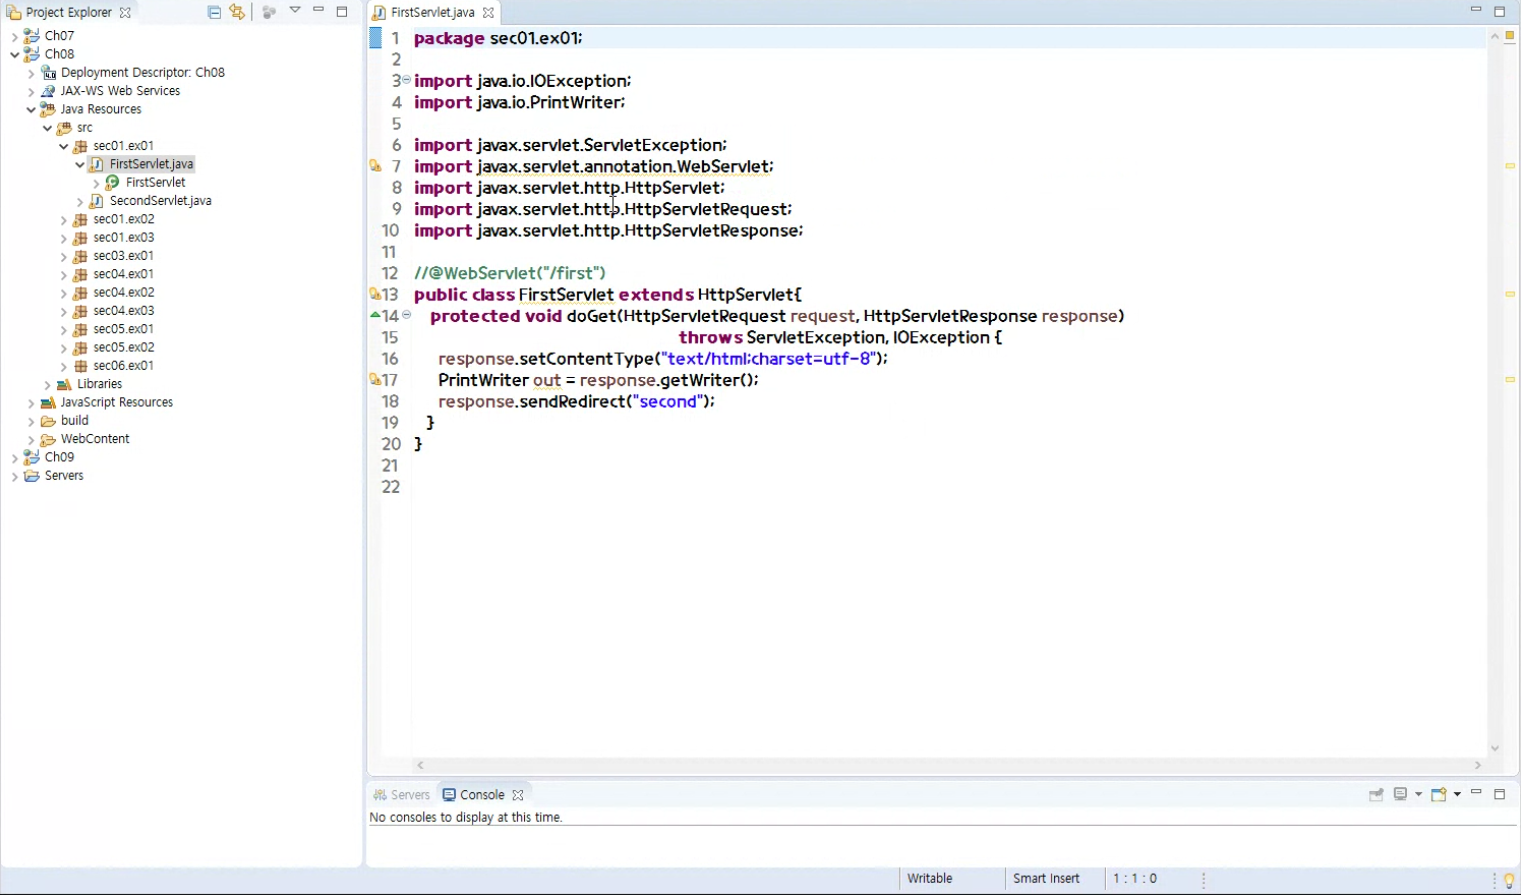 Project Explorer
Ch07
Ch08
Deployment Descriptor: Ch08
JAX-WS Web Services
Java Resources
src
sec01.ex01
FirstServlet.java
FirstServlet
SecondServlet.java
sec01.ex02
sec01.ex03
sec03.ex01
sec04.ex01
sec04.ex02
sec04.ex03
sec05.ex01
sec05.ex02
sec06.ex01
Libraries
JavaScript Resources
build
WebContent
Ch09
Servers
FirstServlet.java
1 package sec01.ex01;
2
3 import java.io.IOException;
4 import java.io.PrintWriter;
5
6 import javax.servlet.ServletException;
7 import javax.servlet.annotation.WebServlet;
8 import javax.servlet.http.HttpServlet;
9 import javax.servlet.http.HttpServletRequest;
10 import javax.servlet.http.HttpServletResponse;
11
12 //@WebServlet("/first")
13 public class FirstServlet extends HttpServlet{
14 protected void doGet(HttpServletRequest request, HttpServletResponse response)
15 throws ServletException, IOException {
16 response.setContentType("text/html;charset=utf-8");
17 PrintWriter out = response.getWriter();
18 response.sendRedirect("second");
19 }
20 }
21
22
Servers Console
No consoles to display at this time.
Writable Smart Insert 1 : 1 : 0